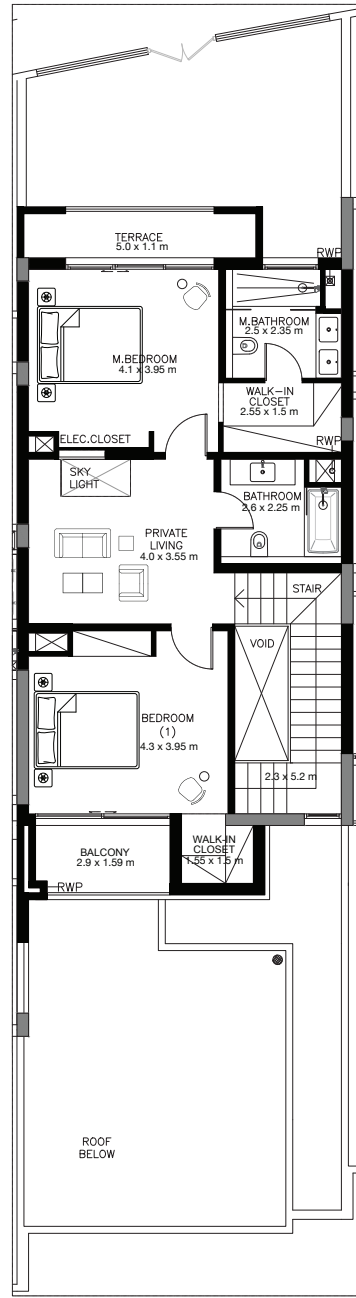 TERRACE
5.0 x 1.1 m
RWP
M.BATHROOM
2.5 x 2.35 m
M.BEDROOM
4.1 x 3.95 m
WALK-IN
CLOSET
2.55 x 1.5 m
ELEC.CLOSET
RWP
SKY
LIGHT
BATHROOM
2.6 x 2.25 m
PRIVATE
LIVING
4.0 x 3.55 m
STAIR
VOID
BEDROOM
(1)
4.3 x 3.95 m
2.3 x 5.2 m
WALK-IN
CLOSET
1.55 x 1.5 m
BALCONY
2.9 x 1.59 m
RWP
ROOF
BELOW